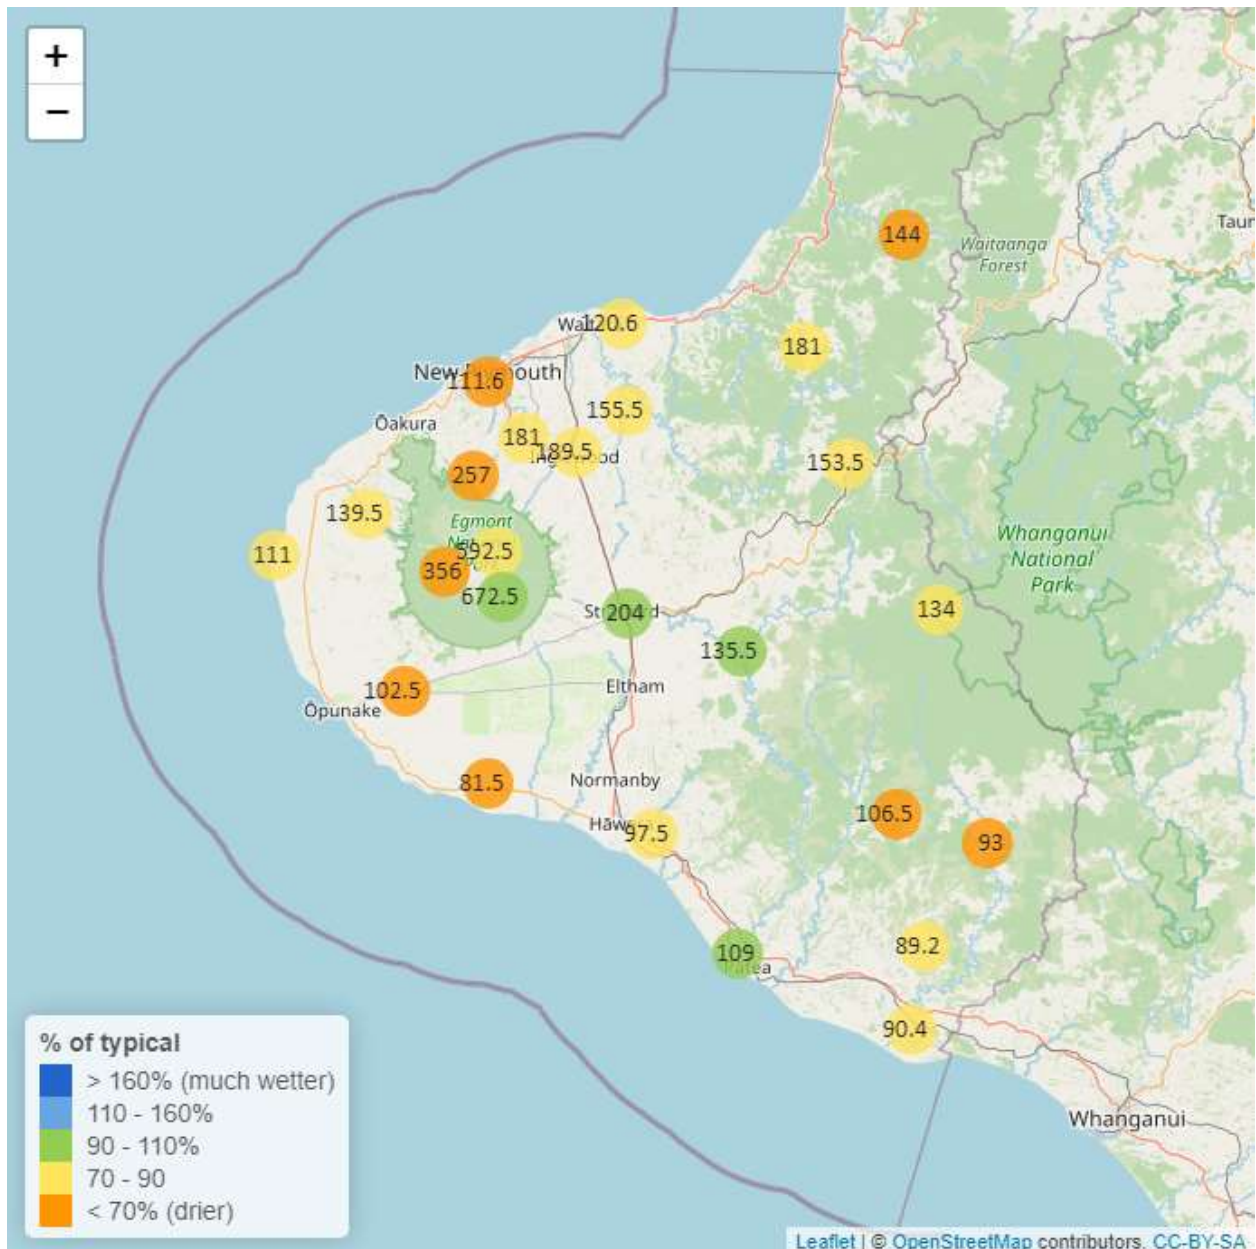 +
−
144
Waitaanga
Forest
Taur
120.6
181
New
111.6
155.5
Ōakura
181
189.5
257
153.5
139.5
Egmont
Whanganui
National
Park
111
592.5
356
672.5
204
134
135.5
102.5
Eltham
Ōpunake
81.5
Normanby
97.5
106.5
93
109
89.2
90.4
Whanganui
% of typical
> 160% (much wetter)
110 - 160%
90 - 110%
70 - 90
< 70% (drier)
Leaflet | © OpenStreetMap contributors, CC-BY-SA